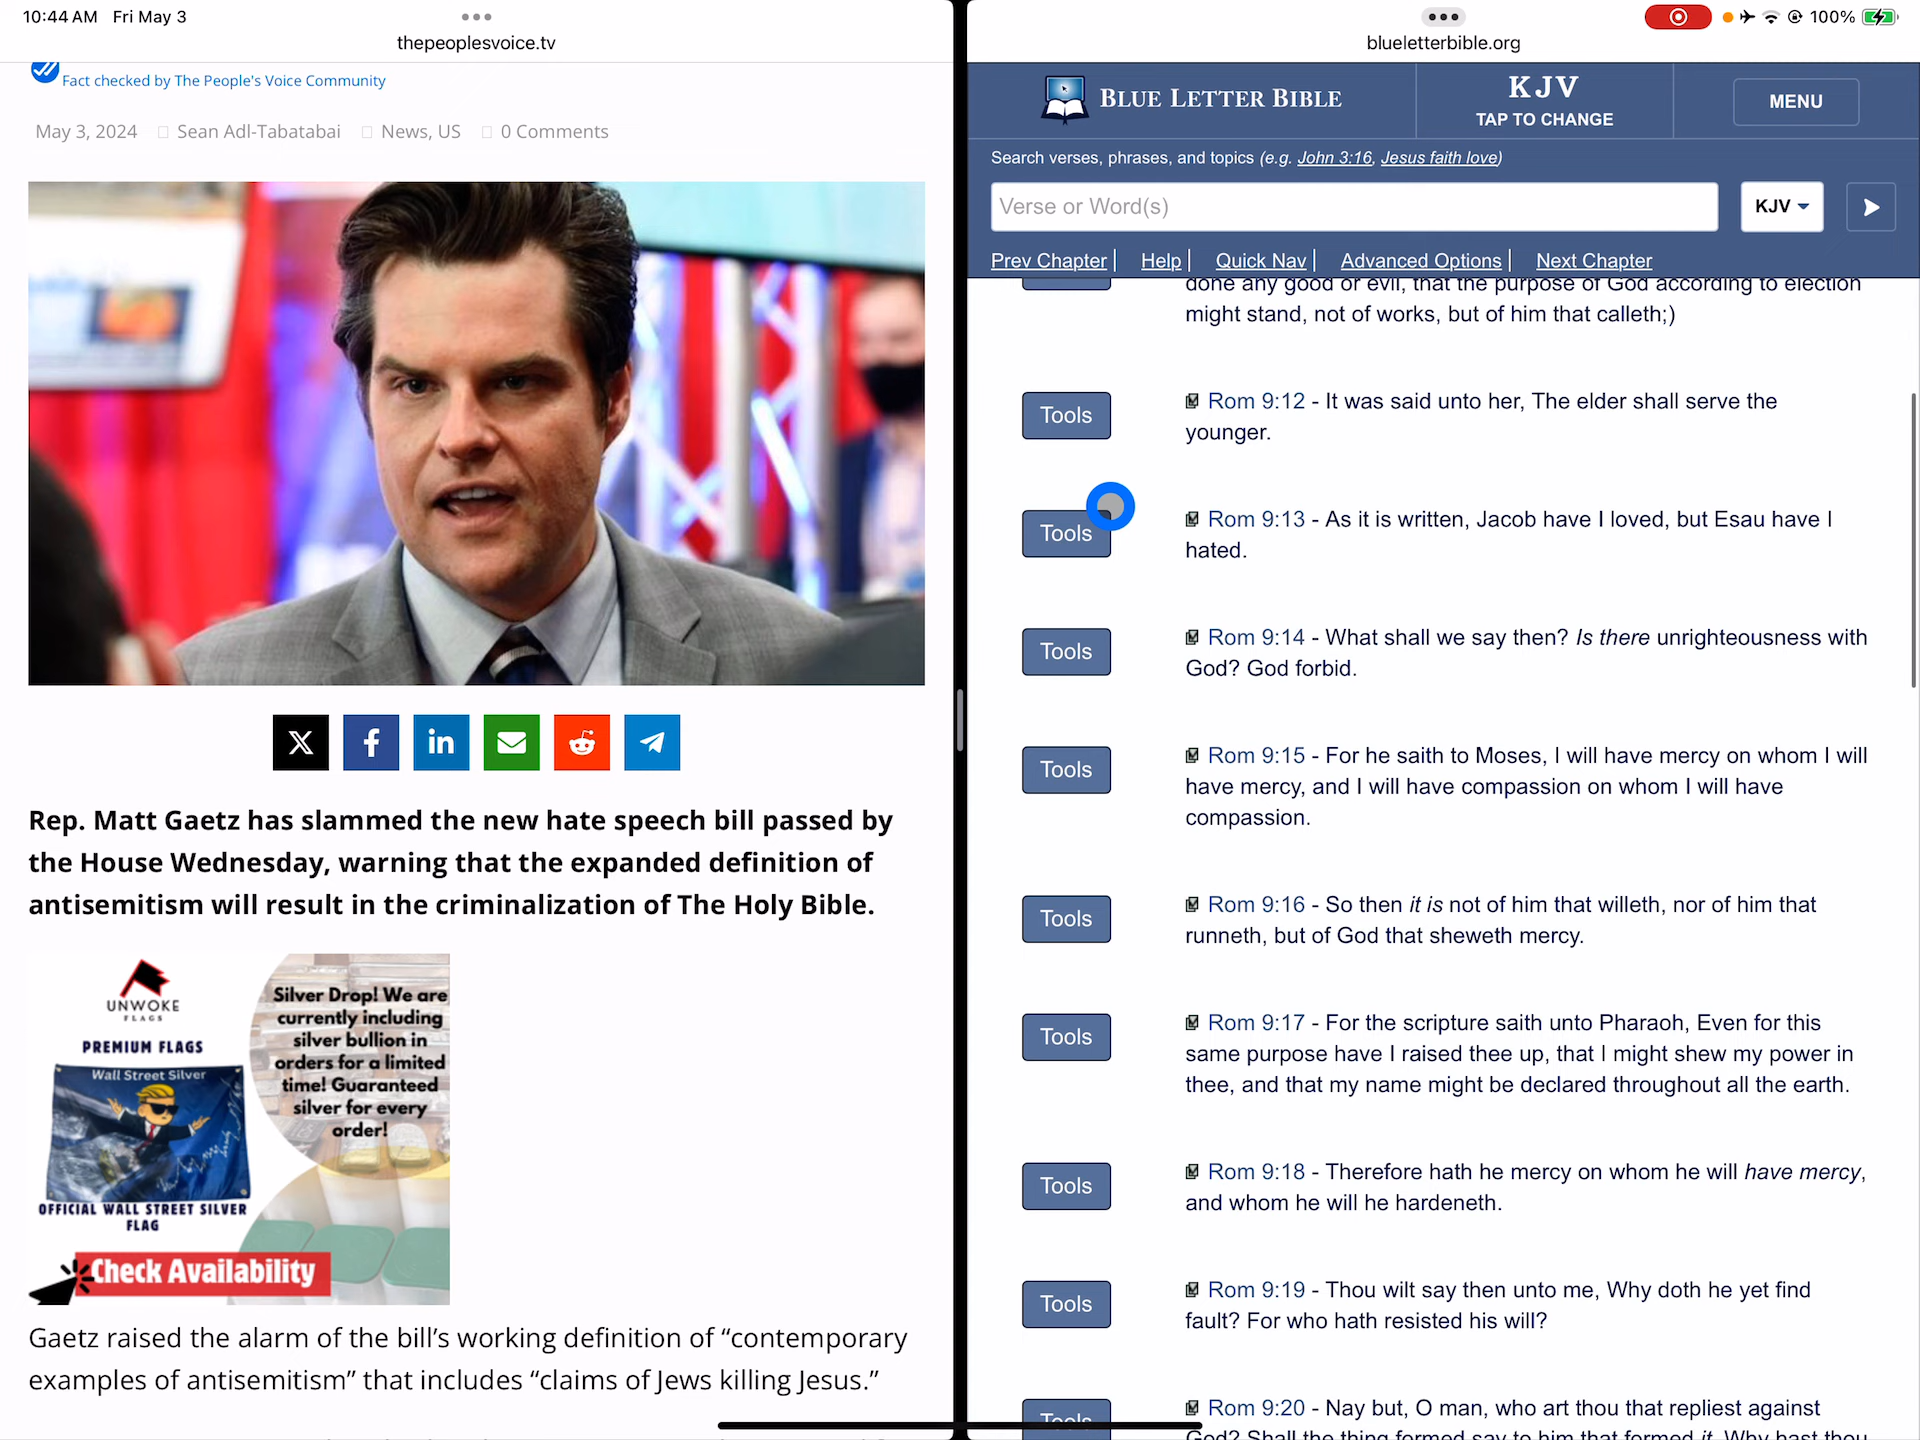 10:44 AM Fri May 3
thepeoplesvoice.tv
Fact checked by The People's Voice Community
May 3, 2024 Sean Adl-Tabatabai News, US 0 Comments
Rep. Matt Gaetz has slammed the new hate speech bill passed by
the House Wednesday, warning that the expanded definition of
antisemitism will result in the criminalization of The Holy Bible.
UNWOKE
FLAGS
PREMIUM FLAGS
Wall Street Silver
OFFICIAL WALL STREET SILVER
FLAG
Silver Drop! We are
currently including
silver bullion in
orders for a limited
time! Guaranteed
silver for every
order!
Check Availability
Gaetz raised the alarm of the bill's working definition of “contemporary
examples of antisemitism” that includes “claims of Jews killing Jesus.”
100%
blueletterbible.org
BLUE LETTER BIBLE
KJV
TAP TO CHANGE
MENU
Search verses, phrases, and topics (e.g. John 3:16, Jesus faith love)
Verse or Word(s)
KJV
Prev Chapter | Help | Quick Nav | Advanced Options | Next Chapter
done any good or evil, that the purpose of God according to election
might stand, not of works, but of him that calleth;)
Tools
Rom 9:12 - It was said unto her, The elder shall serve the
younger.
Tools
Rom 9:13 - As it is written, Jacob have I loved, but Esau have I
hated.
Tools
Rom 9:14 - What shall we say then? Is there unrighteousness with
God? God forbid.
Tools
Rom 9:15 - For he saith to Moses, I will have mercy on whom I will
have mercy, and I will have compassion on whom I will have
compassion.
Tools
Rom 9:16 - So then it is not of him that willeth, nor of him that
runneth, but of God that sheweth mercy.
Tools
Rom 9:17 - For the scripture saith unto Pharaoh, Even for this
same purpose have I raised thee up, that I might shew my power in
thee, and that my name might be declared throughout all the earth.
Tools
Rom 9:18 - Therefore hath he mercy on whom he will have mercy,
and whom he will he hardeneth.
Tools
Rom 9:19 - Thou wilt say then unto me, Why doth he yet find
fault? For who hath resisted his will?
Tools
Rom 9:20 - Nay but, O man, who art thou that repliest against
God? Shall the thing formed say to him that formed it, Why hast thou